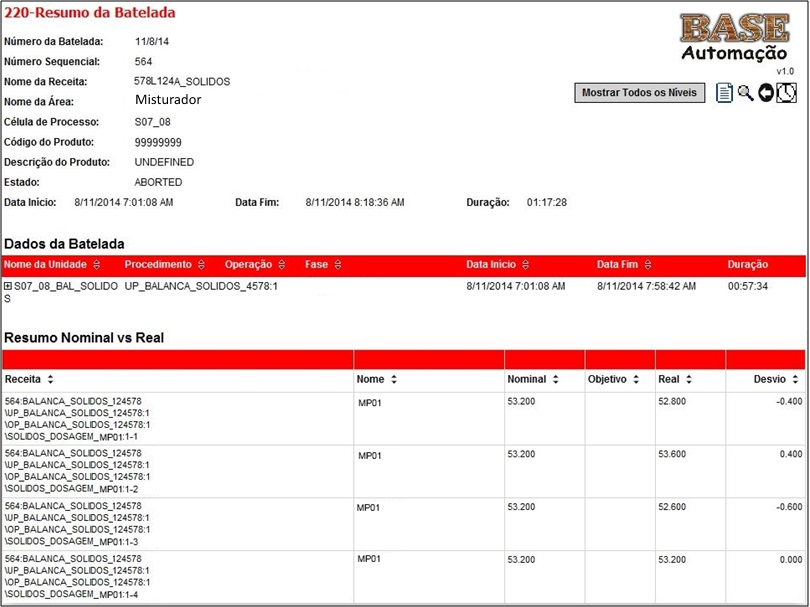 220-Resumo da Batelada
BASE
Automação
v1.0
Número da Batelada: 11/8/14
Número Sequencial: 564
Nome da Receita: 578L124A_SOLIDOS
Mostrar Todos os Níveis
Nome da Área: Misturador
Célula de Processo: S07_08
Código do Produto: 99999999
Descrição do Produto: UNDEFINED
Estado: ABORTED
Data Início: 8/11/2014 7:01:08 AM Data Fim: 8/11/2014 8:18:36 AM Duração: 01:17:28
Dados da Batelada
Nome da Unidade Procedimento Operação Fase Data Início Data Fim Duração
S07_08_BAL_SOLIDO UP_BALANCA_SOLIDOS_4578:1 8/11/2014 7:01:08 AM 8/11/2014 7:58:42 AM 00:57:34
S
Resumo Nominal vs Real
Receita Nome Nominal Objetivo Real Desvio
564:BALANCA_SOLIDOS_124578 MP01 53.200 52.800 -0.400
\UP_BALANCA_SOLIDOS_124578:1
\OP_BALANCA_SOLIDOS_124578:1
\SOLIDOS_DOSAGEM_MP01:1-1
564:BALANCA_SOLIDOS_124578 MP01 53.200 53.600 0.400
\UP_BALANCA_SOLIDOS_124578:1
\OP_BALANCA_SOLIDOS_124578:1
\SOLIDOS_DOSAGEM_MP01:1-2
564:BALANCA_SOLIDOS_124578 MP01 53.200 52.600 -0.600
\UP_BALANCA_SOLIDOS_124578:1
\OP_BALANCA_SOLIDOS_124578:1
\SOLIDOS_DOSAGEM_MP01:1-3
564:BALANCA_SOLIDOS_124578 MP01 53.200 53.200 0.000
\UP_BALANCA_SOLIDOS_124578:1
\OP_BALANCA_SOLIDOS_124578:1
\SOLIDOS_DOSAGEM_MP01:1-4